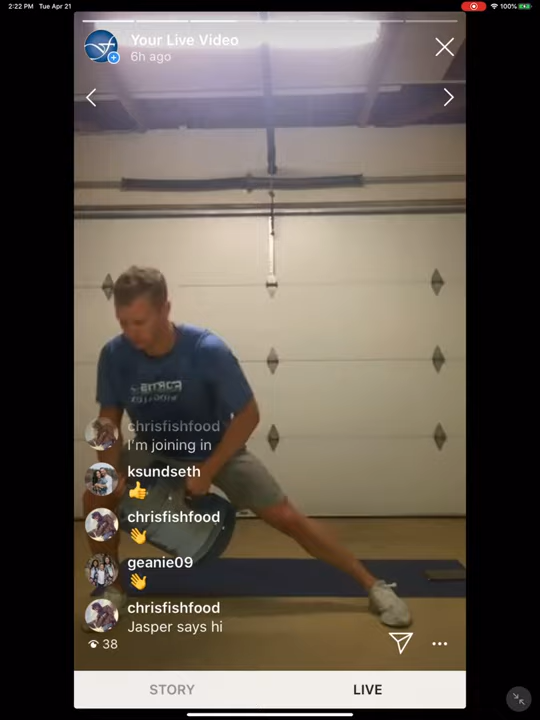 2:22 PM Tue Apr 21
100%
Your Live Video
6h ago
chrisfishfood
I'm joining in
ksundseth
👍
chrisfishfood
👋
geanie09
👋
chrisfishfood
Jasper says hi
38
STORY
LIVE